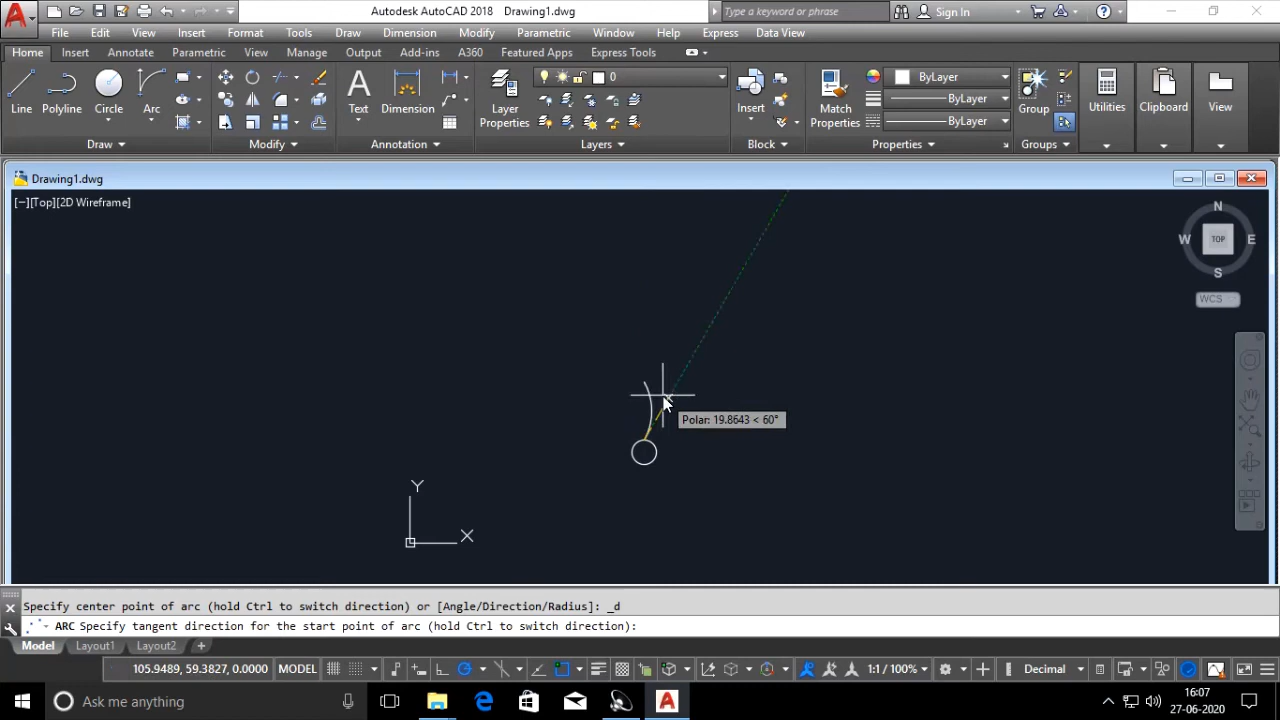 A
Autodesk AutoCAD 2018 Drawing1.dwg
Type a keyword or phrase
Sign In
?
File Edit View Insert Format Tools Draw Dimension Modify Parametric Window Help Express Data View
Home Insert Annotate Parametric View Manage Output Add-ins A360 Featured Apps Express Tools
0
ByLayer
ByLayer
ByLayer
Line Polyline Circle Arc
Text Dimension
Layer Properties
Insert
Match Properties
Group
Utilities
Clipboard
View
Draw Modify Annotation Layers Block Properties Groups
Drawing1.dwg
[−][Top][2D Wireframe]
N
W TOP E
S
WCS
Polar: 19.8643 < 60°
Y
X
Specify center point of arc (hold Ctrl to switch direction) or [Angle/Direction/Radius]: _d
ARC Specify tangent direction for the start point of arc (hold Ctrl to switch direction):
Model Layout1 Layout2 +
105.9489, 59.3827, 0.0000 MODEL 1:1 / 100% Decimal
Ask me anything
A
16:07
27-06-2020